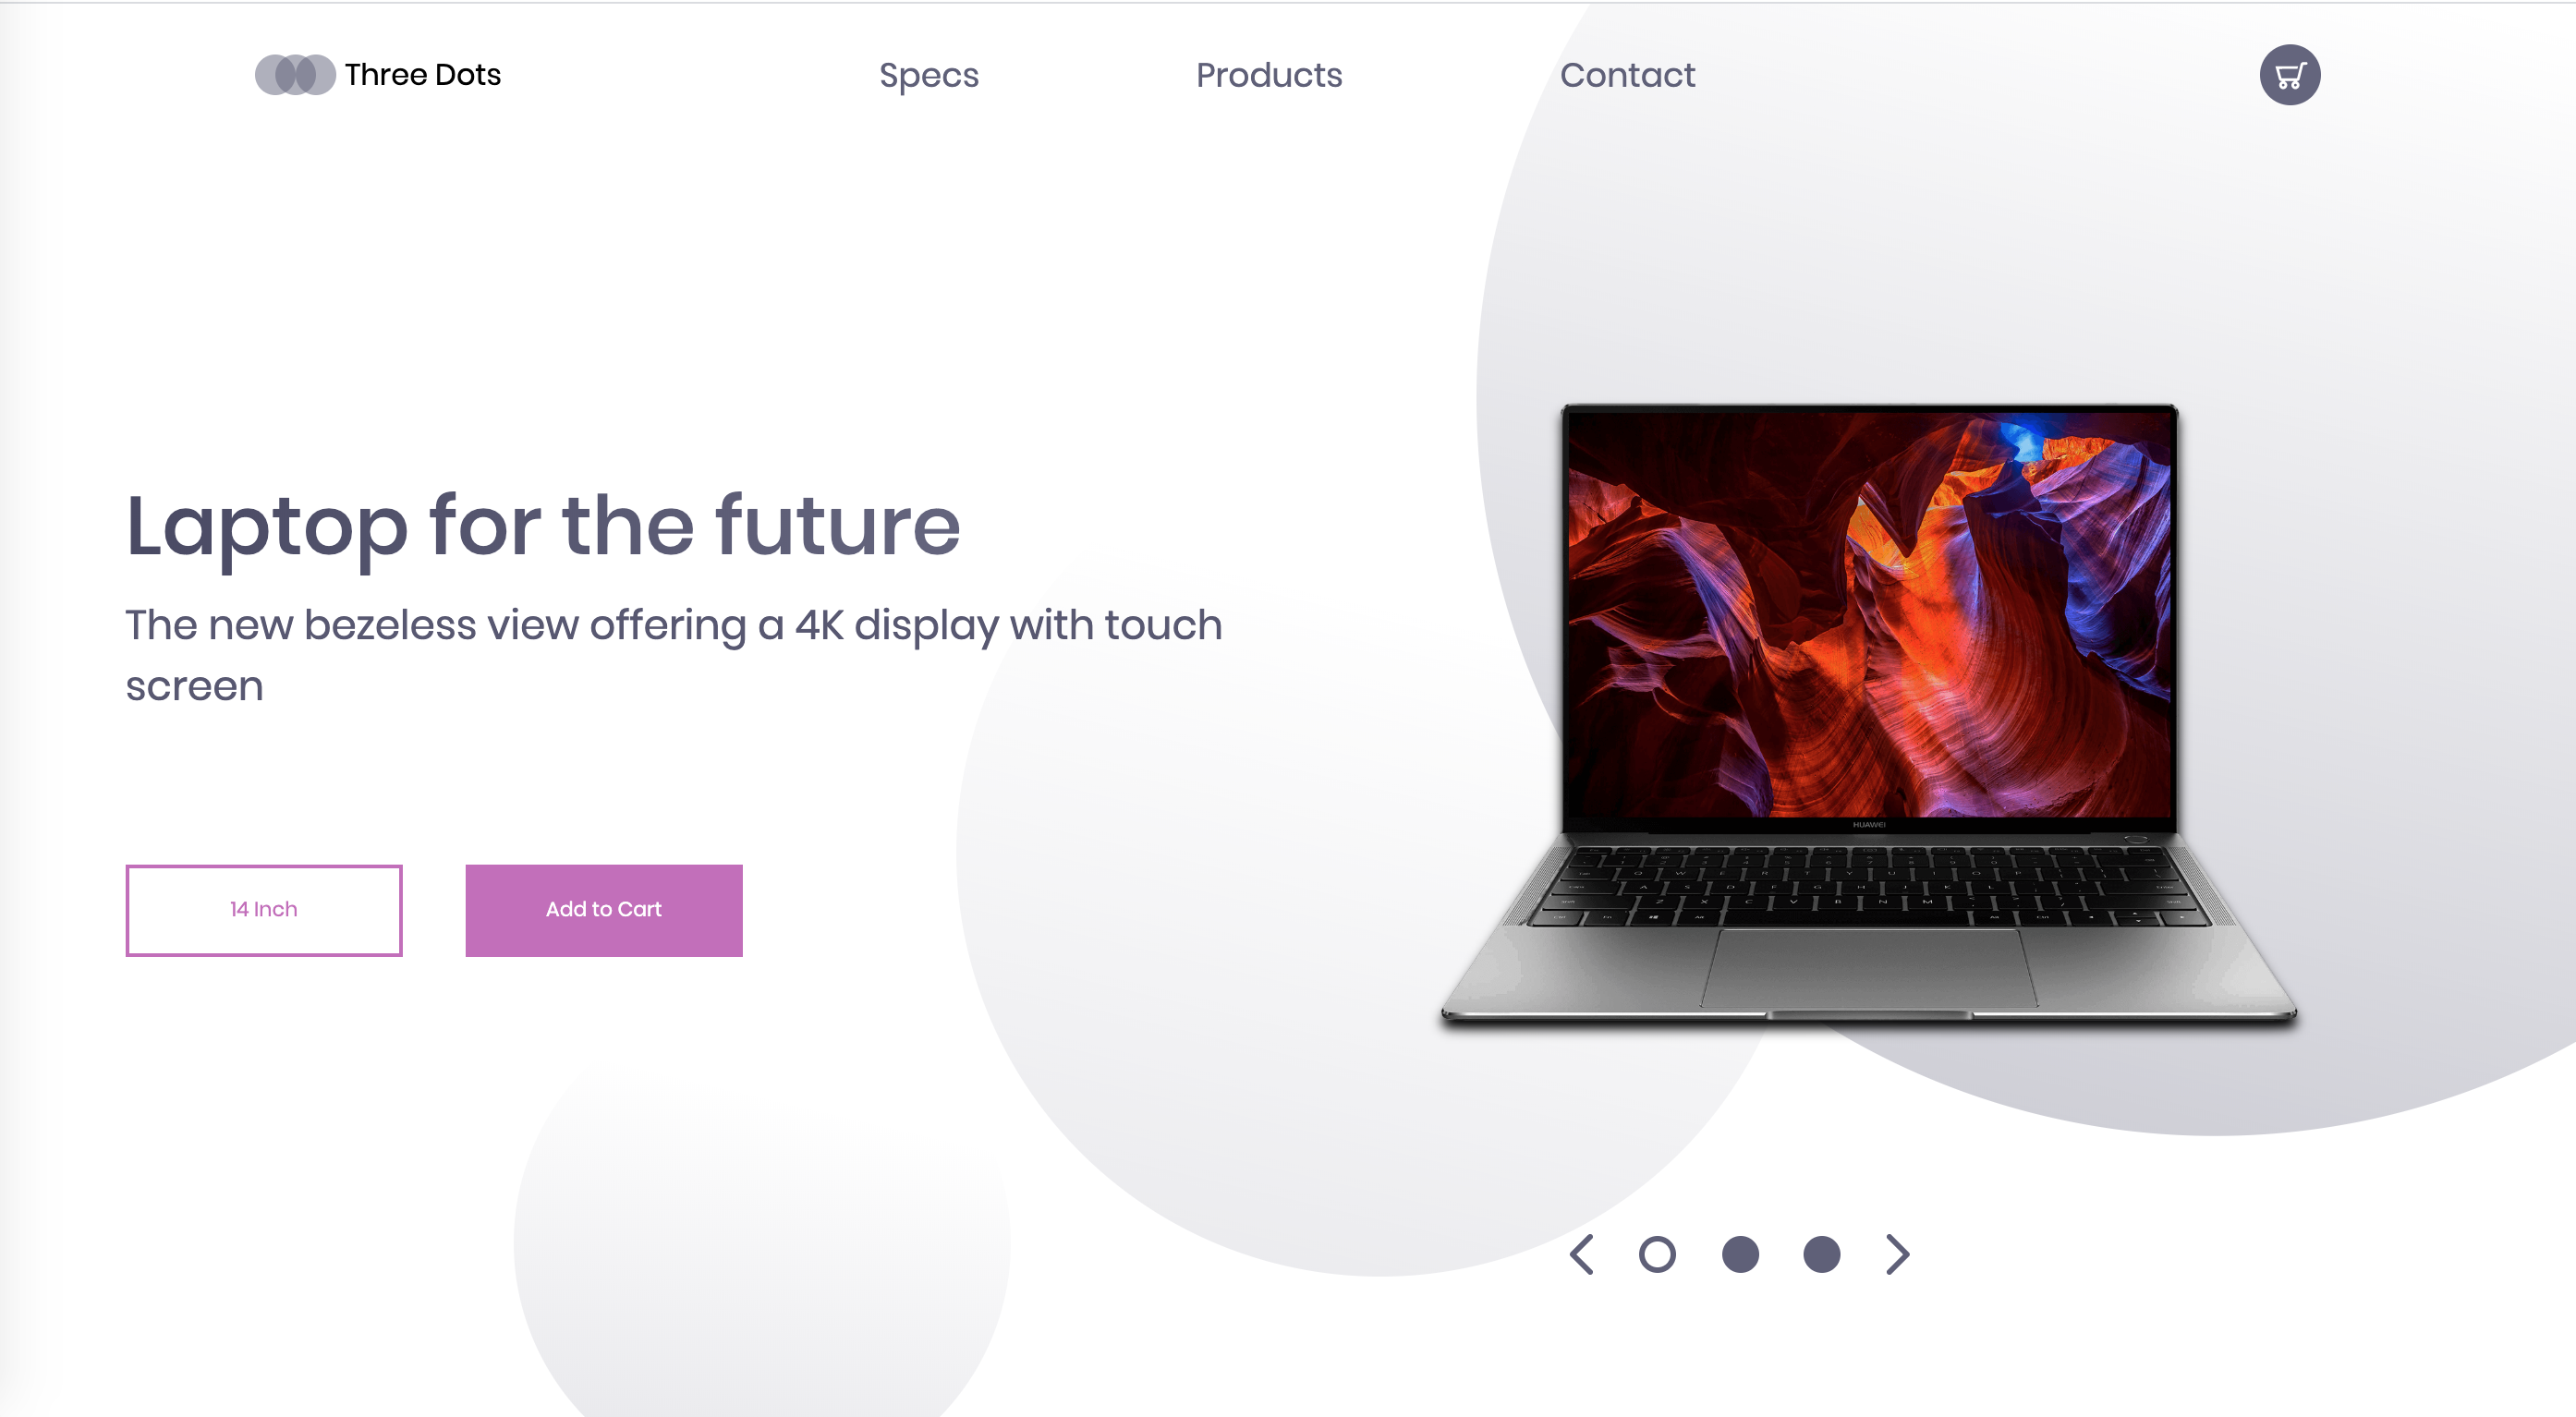 Three Dots
Specs
Products
Contact
Laptop for the future
The new bezeless view offering a 4K display with touch
screen
14 Inch
Add to Cart
HUAWEI